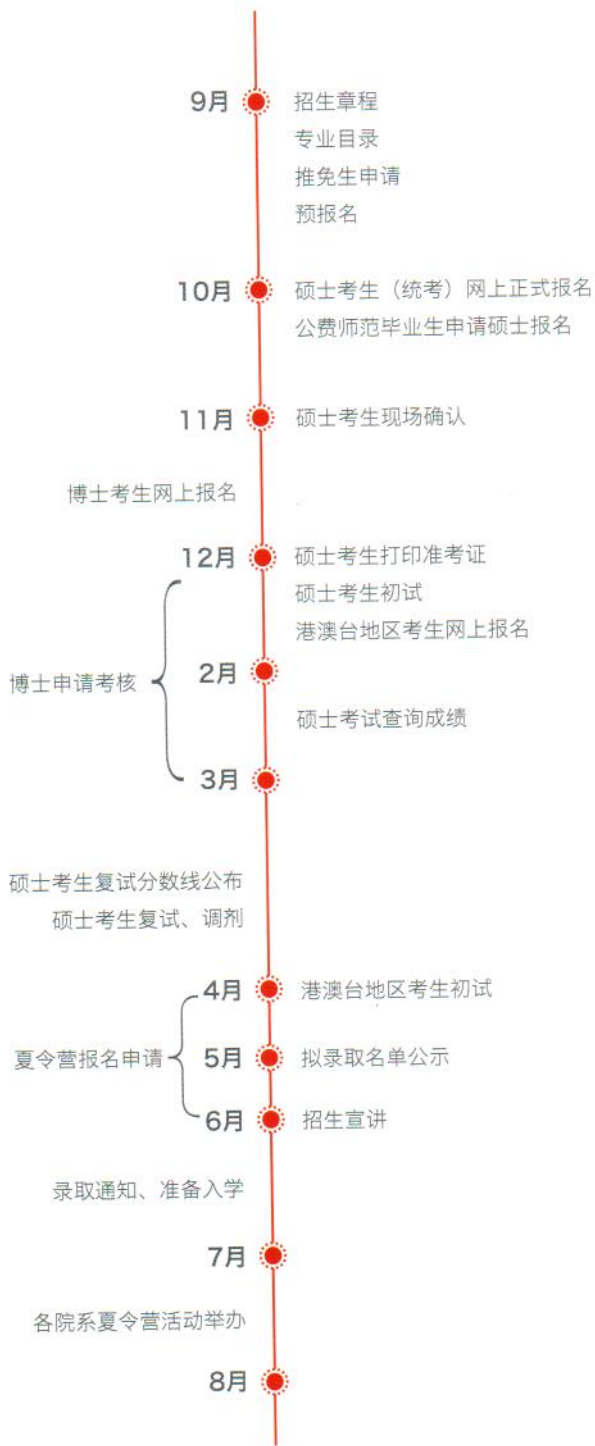 9月
招生章程
专业目录
推免生申请
预报名
10月
硕士考生（统考）网上正式报名
公费师范毕业生申请硕士报名
11月
硕士考生现场确认
博士考生网上报名
12月
硕士考生打印准考证
硕士考生初试
港澳台地区考生网上报名
博士申请考核
2月
硕士考试查询成绩
3月
硕士考生复试分数线公布
硕士考生复试、调剂
4月
港澳台地区考生初试
夏令营报名申请
5月
拟录取名单公示
6月
招生宣讲
录取通知、准备入学
7月
各院系夏令营活动举办
8月